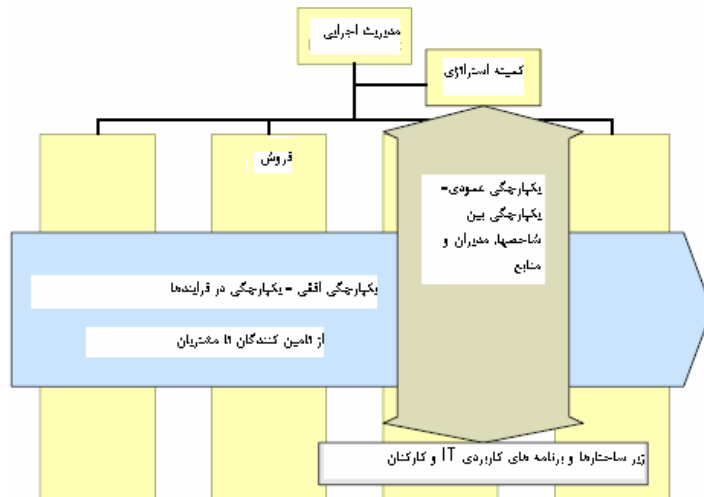 مدیریت اجرایی
کمیته استراتژی
فروش
یکپارچگی عمودی=
یکپارچگی بین
شاخصها، مدیران و
منابع
یکپارچگی افقی = یکپارچگی در فرایندها
از تامین کنندگان تا مشتریان
زیر ساختارها و برنامه های کاربردی IT و کارکنان